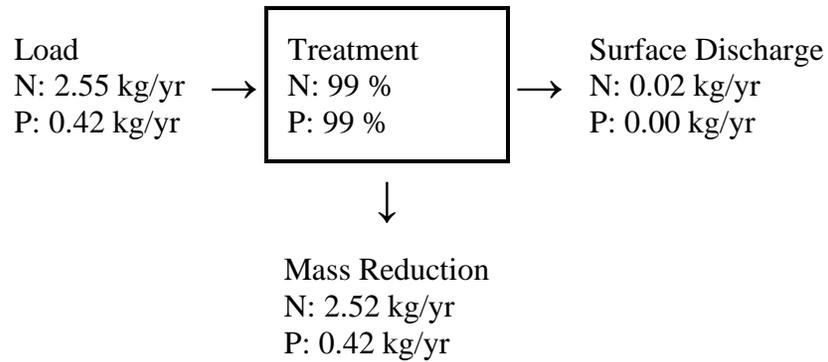 Load
N: 2.55 kg/yr
P: 0.42 kg/yr
Treatment
N: 99 %
P: 99 %
Surface Discharge
N: 0.02 kg/yr
P: 0.00 kg/yr
Mass Reduction
N: 2.52 kg/yr
P: 0.42 kg/yr